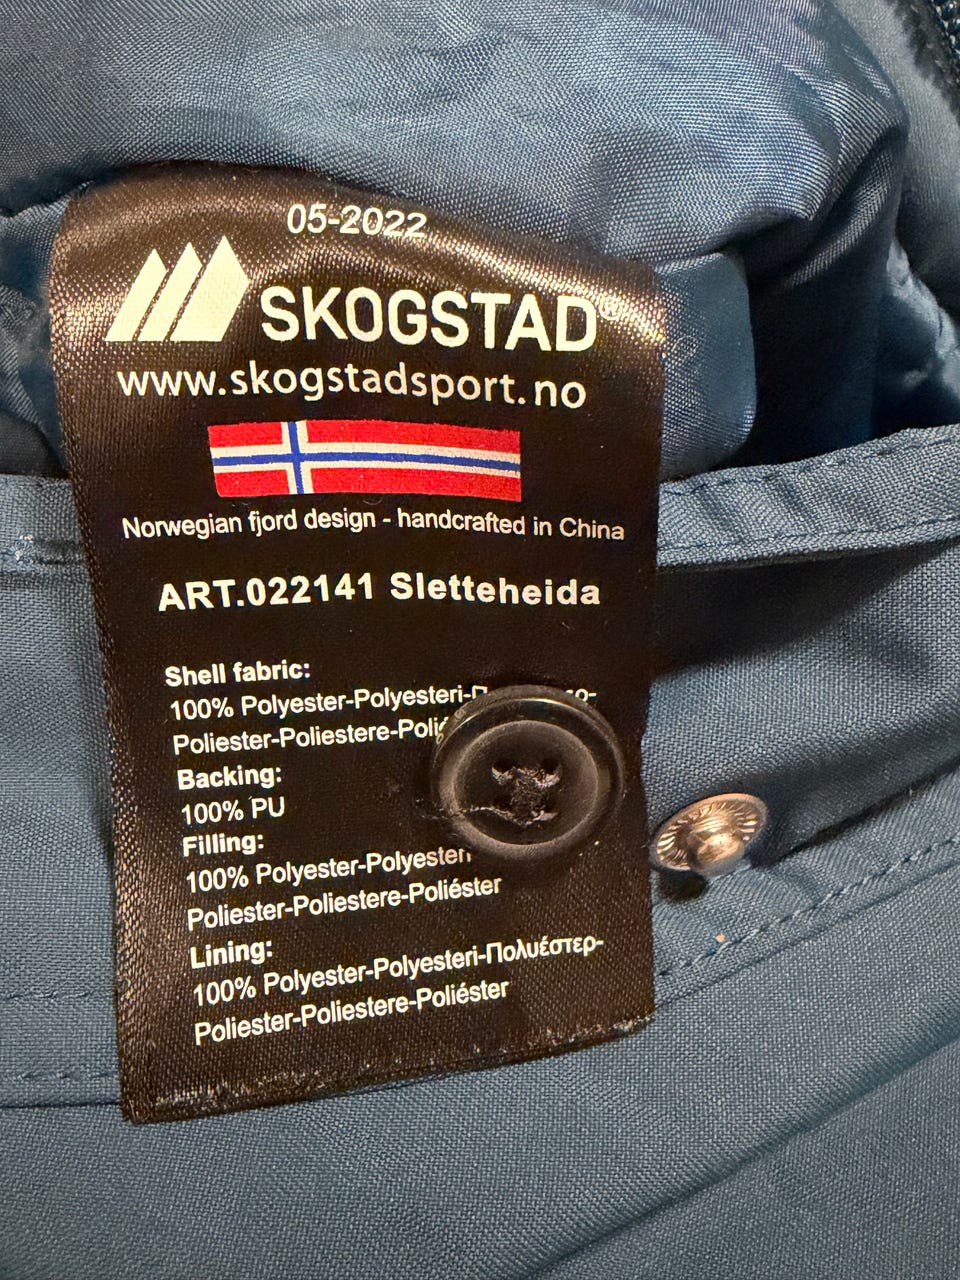 05-2022
SKOGSTAD®
www.skogstadsport.no
Norwegian fjord design - handcrafted in China
ART.022141 Sletteheida
Shell fabric:
100% Polyester-Polyesteri-
Poliester-Poliestere-
Backing:
100% PU
Filling:
100% Polyester-Polyesteri
Poliester-Poliestere-Poliéster
Lining:
100% Polyester-Polyesteri-Πολυέστερ-
Poliester-Poliestere-Poliéster